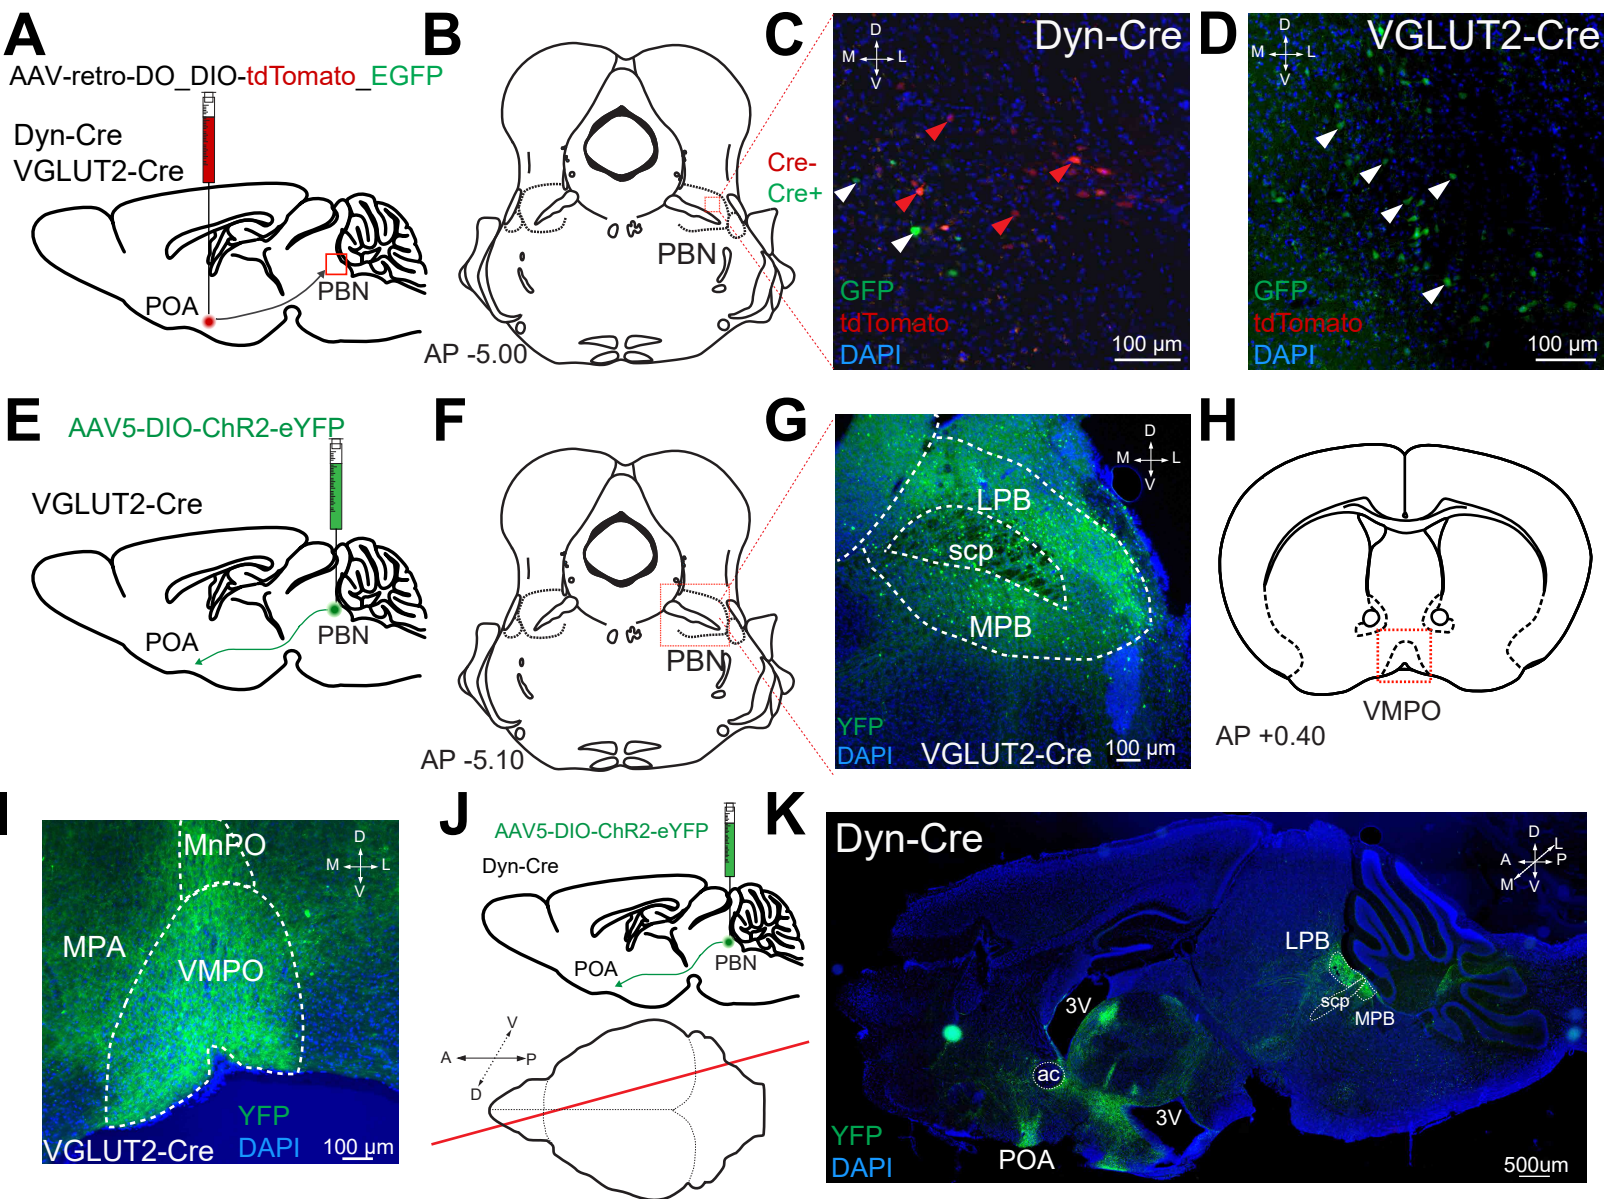 A
AAV-retro-DO_DIO-tdTomato_EGFP
Dyn-Cre
VGLUT2-Cre
POA
PBN
B
PBN
AP -5.00
Cre-
Cre+
C
Dyn-Cre
D
M
L
V
GFP
tdTomato
DAPI
100 µm
D
VGLUT2-Cre
D
M
L
V
GFP
tdTomato
DAPI
100 µm
E
AAV5-DIO-ChR2-eYFP
VGLUT2-Cre
POA
PBN
F
PBN
AP -5.10
G
D
M
L
V
LPB
scp
MPB
YFP
DAPI
VGLUT2-Cre
100 µm
H
VMPO
AP +0.40
I
MnPO
D
M
L
V
MPA
VMPO
YFP
DAPI
VGLUT2-Cre
100 µm
J
AAV5-DIO-ChR2-eYFP
Dyn-Cre
POA
PBN
V
A
P
D
K
Dyn-Cre
D
L
A
P
M
V
LPB
scp
MPB
3V
ac
3V
POA
YFP
DAPI
500um